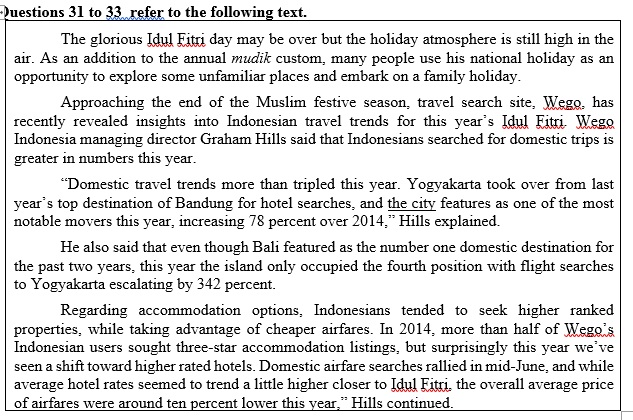 Questions 31 to 33 refer to the following text.
The glorious Idul Fitri day may be over but the holiday atmosphere is still high in the
air. As an addition to the annual mudik custom, many people use his national holiday as an
opportunity to explore some unfamiliar places and embark on a family holiday.
Approaching the end of the Muslim festive season, travel search site, Wego, has
recently revealed insights into Indonesian travel trends for this year's Idul Fitri. Wego
Indonesia managing director Graham Hills said that Indonesians searched for domestic trips is
greater in numbers this year.
“Domestic travel trends more than tripled this year. Yogyakarta took over from last
year's top destination of Bandung for hotel searches, and the city features as one of the most
notable movers this year, increasing 78 percent over 2014,” Hills explained.
He also said that even though Bali featured as the number one domestic destination for
the past two years, this year the island only occupied the fourth position with flight searches
to Yogyakarta escalating by 342 percent.
Regarding accommodation options, Indonesians tended to seek higher ranked
properties, while taking advantage of cheaper airfares. In 2014, more than half of Wego's
Indonesian users sought three-star accommodation listings, but surprisingly this year we've
seen a shift toward higher rated hotels. Domestic airfare searches rallied in mid-June, and while
average hotel rates seemed to trend a little higher closer to Idul Fitri, the overall average price
of airfares were around ten percent lower this year,” Hills continued.